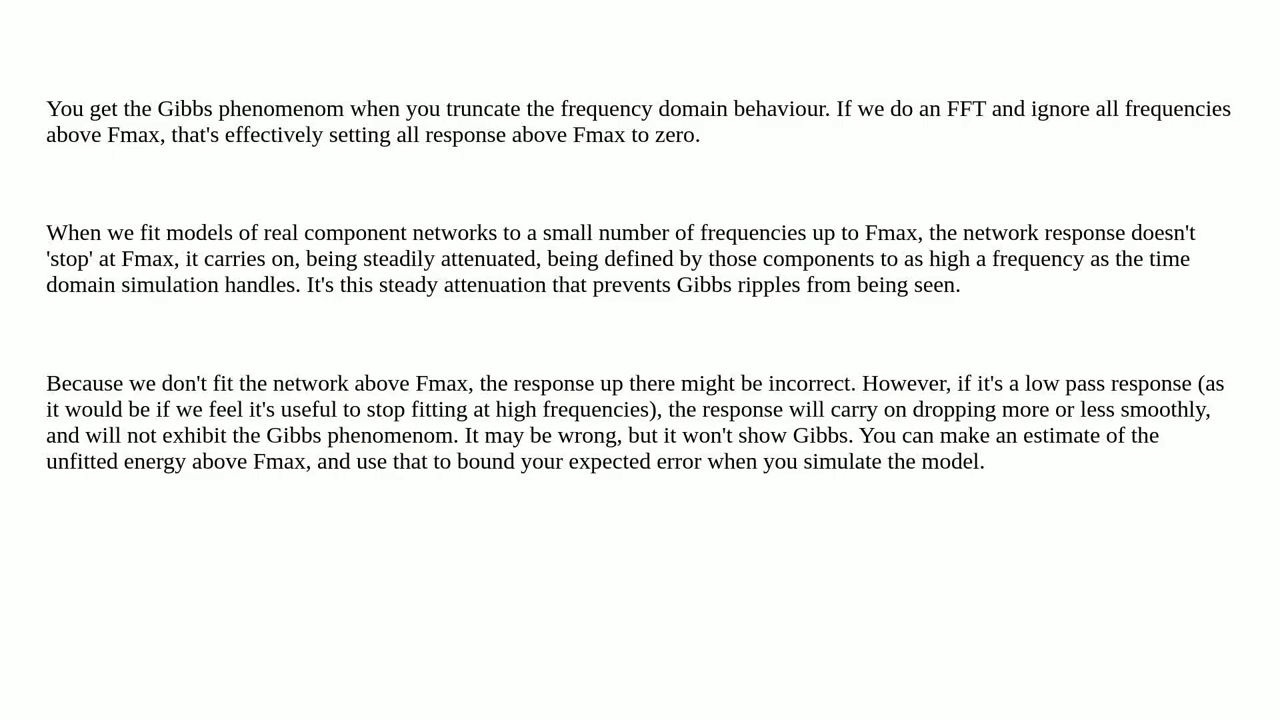 You get the Gibbs phenomenom when you truncate the frequency domain behaviour. If we do an FFT and ignore all frequencies
above Fmax, that's effectively setting all response above Fmax to zero.
When we fit models of real component networks to a small number of frequencies up to Fmax, the network response doesn't
'stop' at Fmax, it carries on, being steadily attenuated, being defined by those components to as high a frequency as the time
domain simulation handles. It's this steady attenuation that prevents Gibbs ripples from being seen.
Because we don't fit the network above Fmax, the response up there might be incorrect. However, if it's a low pass response (as
it would be if we feel it's useful to stop fitting at high frequencies), the response will carry on dropping more or less smoothly,
and will not exhibit the Gibbs phenomenom. It may be wrong, but it won't show Gibbs. You can make an estimate of the
unfitted energy above Fmax, and use that to bound your expected error when you simulate the model.